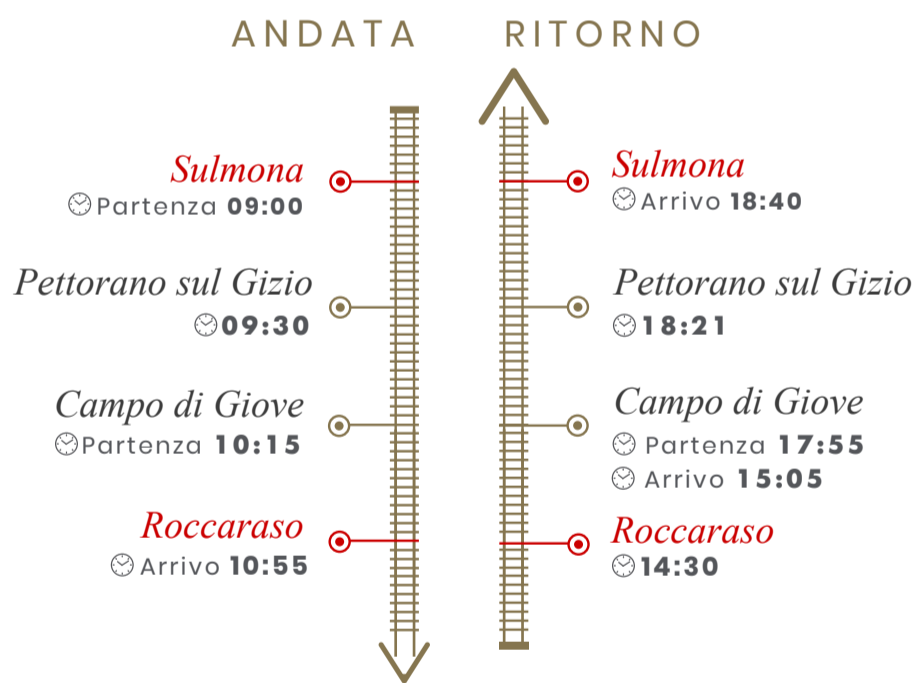 ANDATA
Sulmona
Partenza 09:00
Pettorano sul Gizio
09:30
Campo di Giove
Partenza 10:15
Roccaraso
Arrivo 10:55
RITORNO
Sulmona
Arrivo 18:40
Pettorano sul Gizio
18:21
Campo di Giove
Partenza 17:55
Arrivo 15:05
Roccaraso
14:30